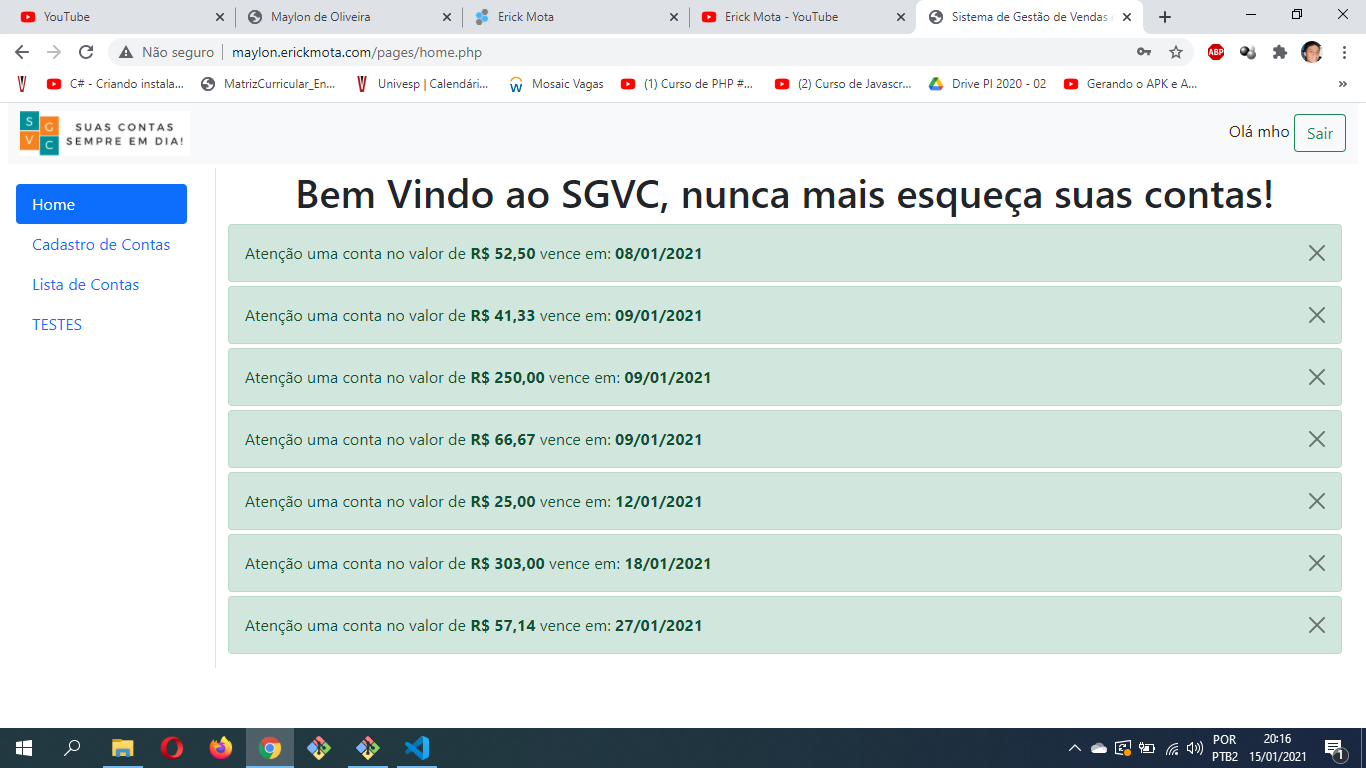 YouTube
Maylon de Oliveira
Erick Mota
Erick Mota - YouTube
Sistema de Gestão de Vendas
Não seguro
maylon.erickmota.com/pages/home.php
ABP
C# - Criando instala...
MatrizCurricular_En...
Univesp | Calendári...
Mosaic Vagas
(1) Curso de PHP #...
(2) Curso de Javascr...
Drive PI 2020 - 02
Gerando o APK e A...
S G V C
SUAS CONTAS
SEMPRE EM DIA!
Olá mho
Sair
Home
Cadastro de Contas
Lista de Contas
TESTES
Bem Vindo ao SGVC, nunca mais esqueça suas contas!
Atenção uma conta no valor de R$ 52,50 vence em: 08/01/2021
Atenção uma conta no valor de R$ 41,33 vence em: 09/01/2021
Atenção uma conta no valor de R$ 250,00 vence em: 09/01/2021
Atenção uma conta no valor de R$ 66,67 vence em: 09/01/2021
Atenção uma conta no valor de R$ 25,00 vence em: 12/01/2021
Atenção uma conta no valor de R$ 303,00 vence em: 18/01/2021
Atenção uma conta no valor de R$ 57,14 vence em: 27/01/2021
POR
PTB2
20:16
15/01/2021
1